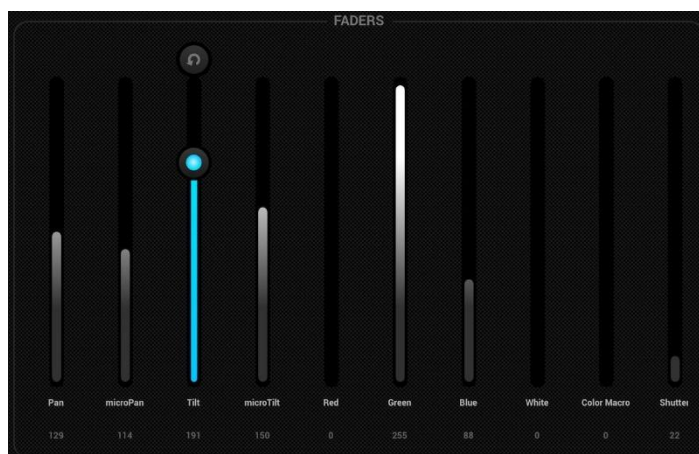 FADERS
Pan microPan Tilt microTilt Red Green Blue White Color Macro Shutter
129 114 191 150 0 255 88 0 0 22